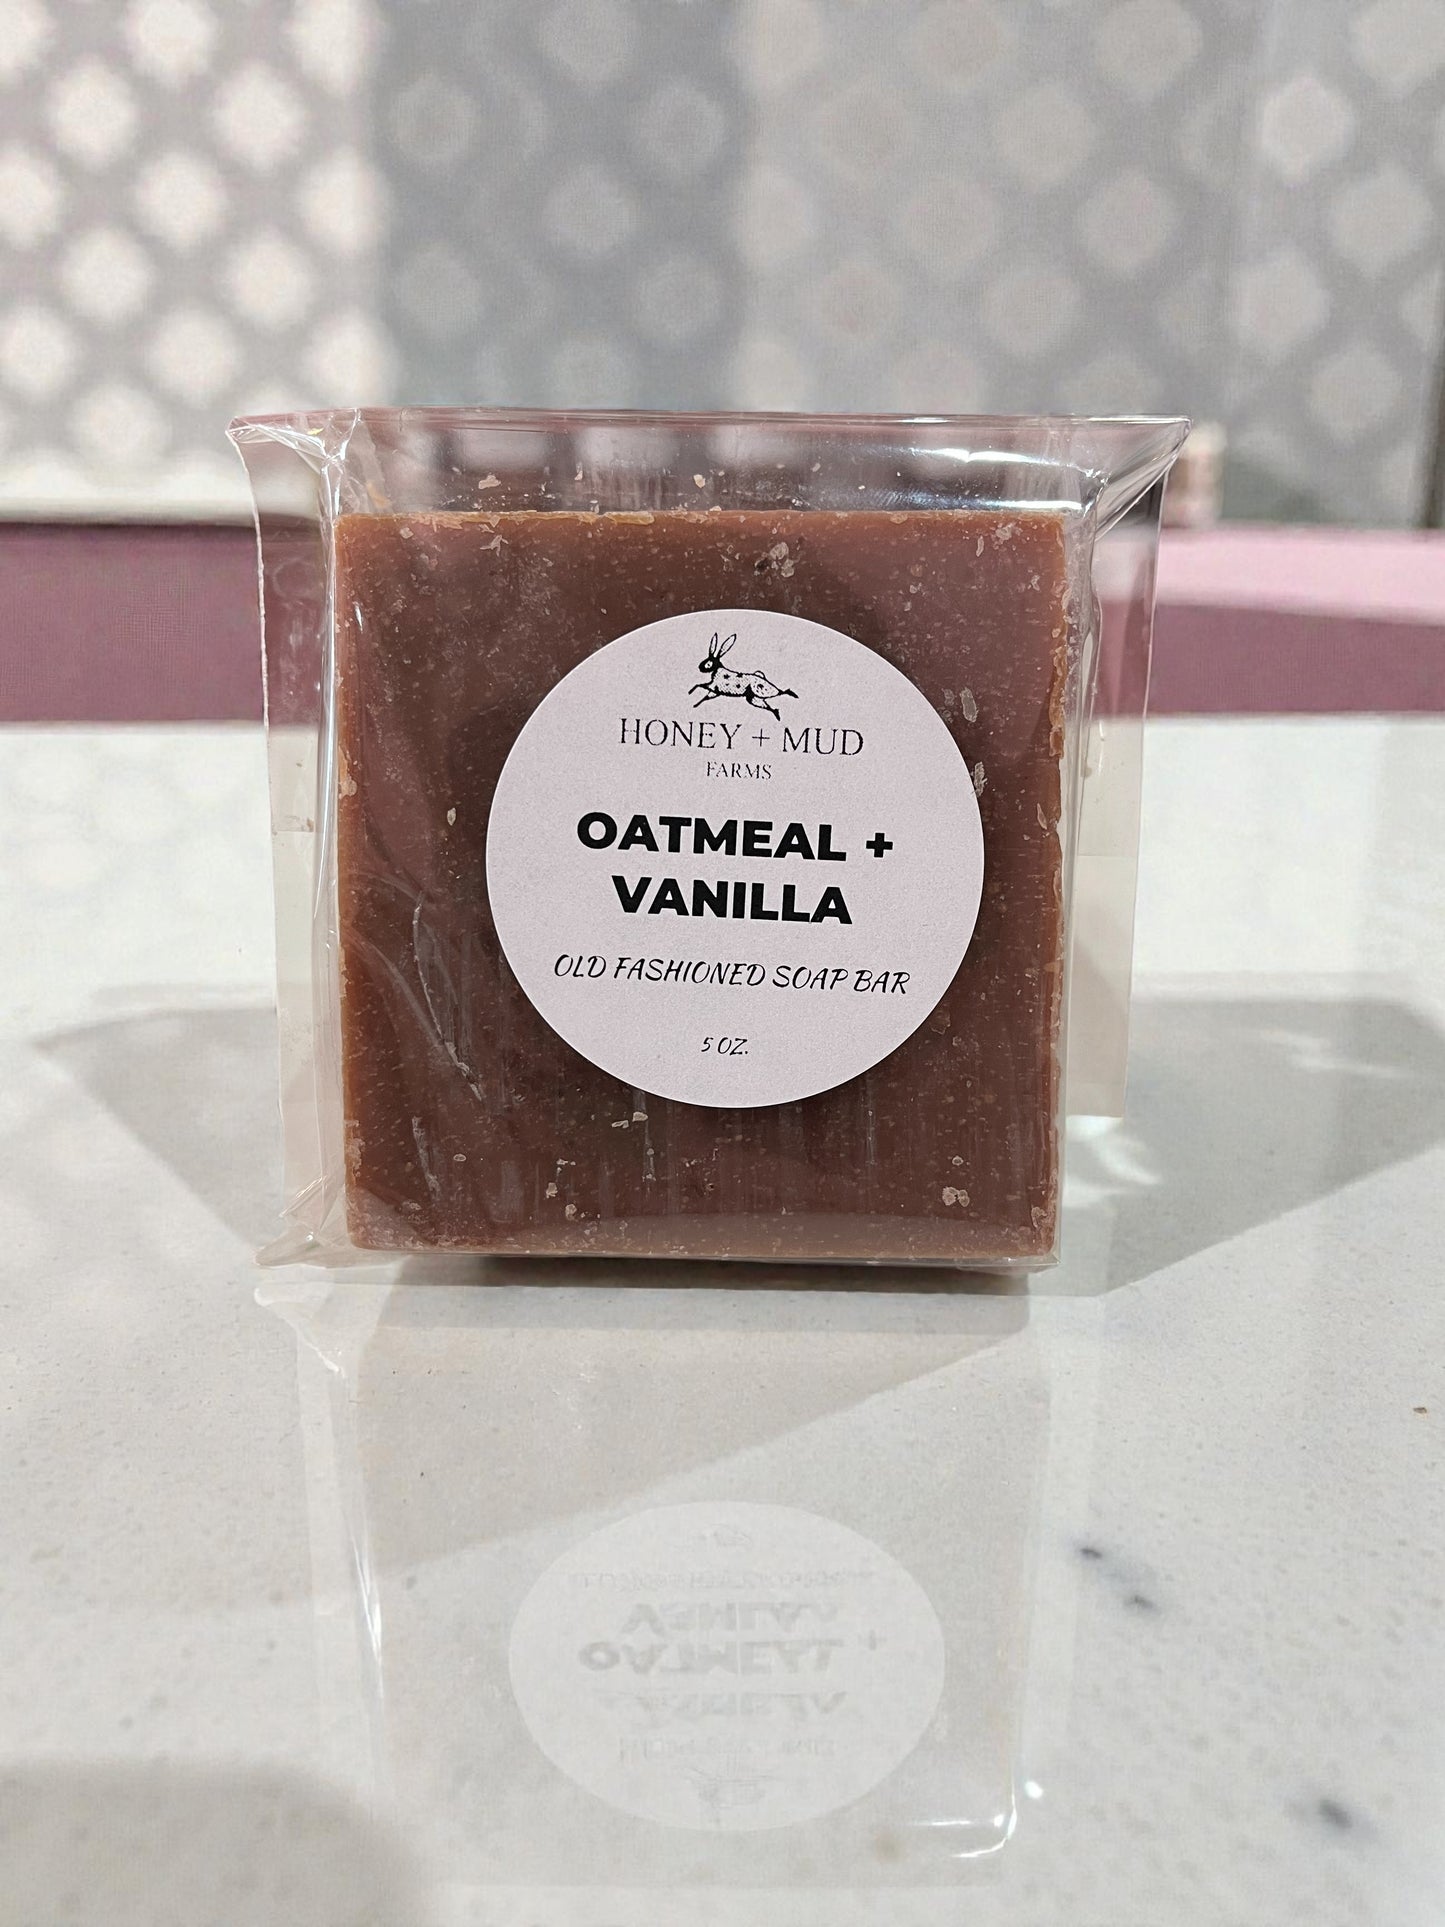 HONEY + MUD
FARMS
OATMEAL +
VANILLA
OLD FASHIONED SOAP BAR
5 OZ.